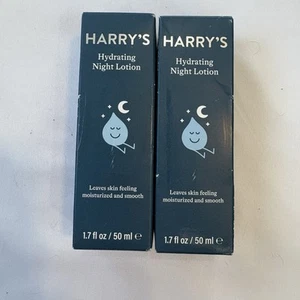 HARRY'S
Hydrating
Night Lotion
Leaves skin feeling
moisturized and smooth
1.7 fl oz / 50 ml ℮
HARRY'S
Hydrating
Night Lotion
Leaves skin feeling
moisturized and smooth
1.7 fl oz / 50 ml ℮